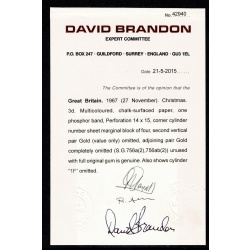 No. 42940
DAVID BRANDON
EXPERT COMMITTEE
P.O. BOX 247 · GUILDFORD · SURREY · ENGLAND · GU3 1EL
Date: 21-5-2015
The Committee is of the opinion that the
Great Britain. 1967 (27 November). Christmas.
3d. Multicoloured, chalk-surfaced paper, one
phosphor band, Perforation 14 x 15, corner cylinder
number sheet marginal block of four, second vertical
pair Gold (value only) omitted, adjoining pair Gold
completely omitted (S.G.756a(2),756ab(2)) unused
with full original gum is genuine. Also shows cylinder
"1F" omitted.
David Brandon